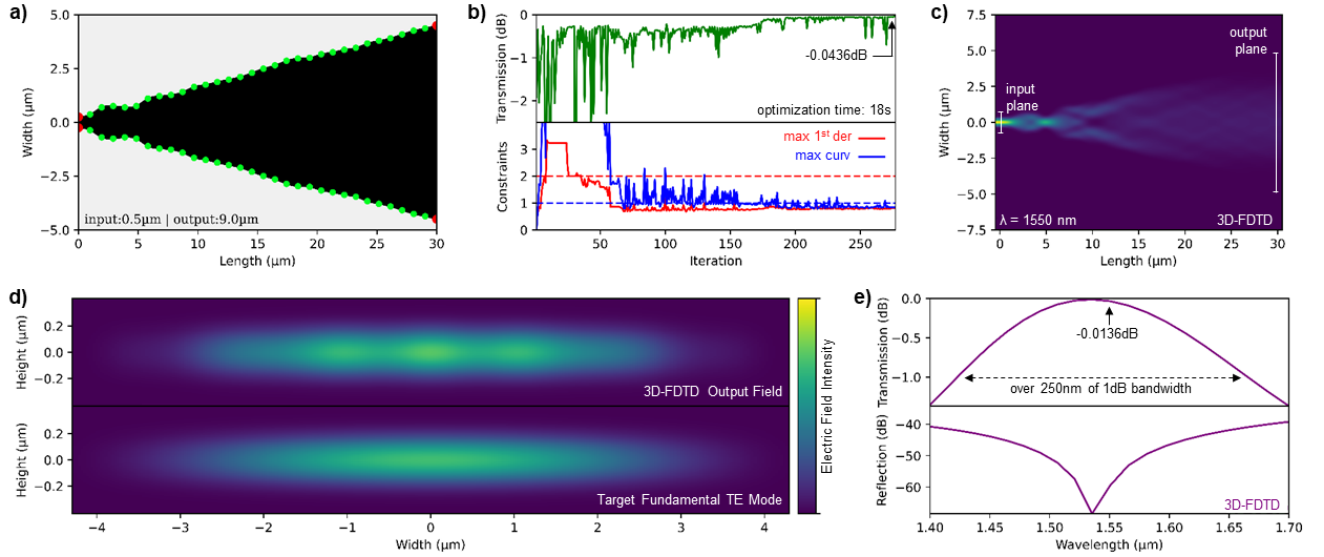 a)
5.0
2.5
0.0
−2.5
−5.0
Width (μm)
input:0.5μm | output:9.0μm
0 5 10 15 20 25 30
Length (μm)
b)
0
−1
−2
Transmission (dB)
-0.0436dB
optimization time: 18s
3
2
1
0
Constraints
max 1st der
max curv
50 100 150 200 250
Iteration
c)
7.5
5.0
2.5
0.0
−2.5
−5.0
−7.5
Width (μm)
input
plane
output
plane
λ = 1550 nm
3D-FDTD
0 5 10 15 20 25 30
Length (μm)
d)
0.2
0.0
−0.2
Height (μm)
3D-FDTD Output Field
0.2
0.0
−0.2
Height (μm)
Target Fundamental TE Mode
−4 −3 −2 −1 0 1 2 3 4
Width (μm)
Electric Field Intensity
e)
0.0
−0.5
−1.0
Transmission (dB)
-0.0136dB
over 250nm of 1dB bandwidth
−40
−50
−60
Reflection (dB)
3D-FDTD
1.40 1.45 1.50 1.55 1.60 1.65 1.70
Wavelength (μm)